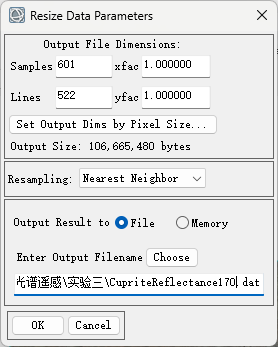 Resize Data Parameters
Output File Dimensions:
Samples 601 xfac 1.000000
Lines 522 yfac 1.000000
Set Output Dims by Pixel Size...
Output Size: 106,665,480 bytes
Resampling: Nearest Neighbor
Output Result to File Memory
Enter Output Filename Choose
光谱遥感\实验三\CupriteReflectance170.dat
OK Cancel